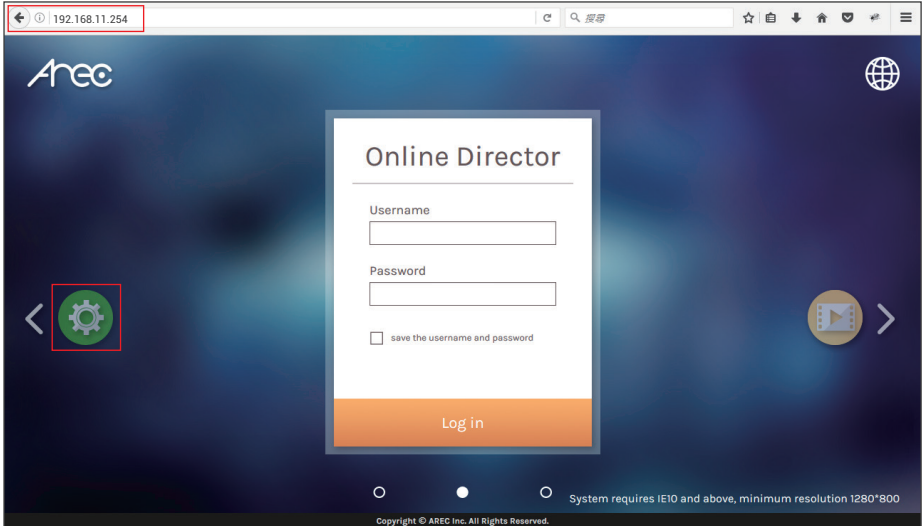 192.168.11.254
搜尋
Arec
Online Director
Username
Password
save the username and password
Log in
System requires IE10 and above, minimum resolution 1280*800
Copyright © AREC Inc. All Rights Reserved.